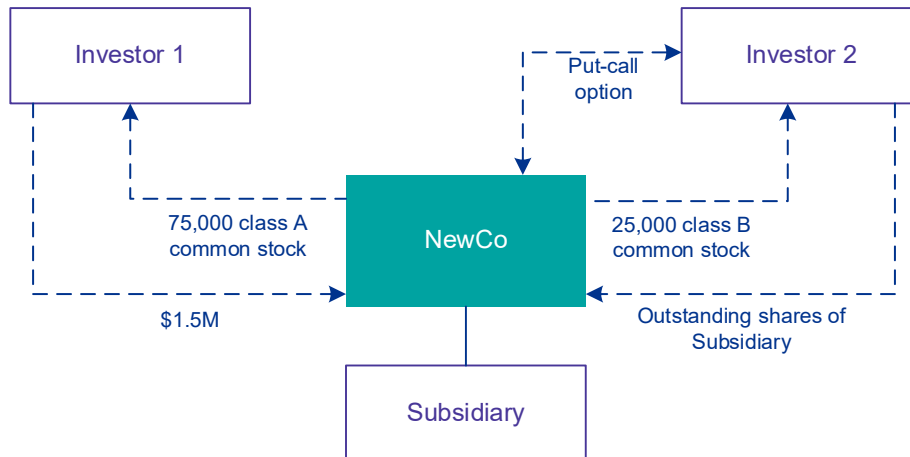 Investor 1
Put-call
option
Investor 2
75,000 class A
common stock
NewCo
25,000 class B
common stock
$1.5M
Outstanding shares of
Subsidiary
Subsidiary